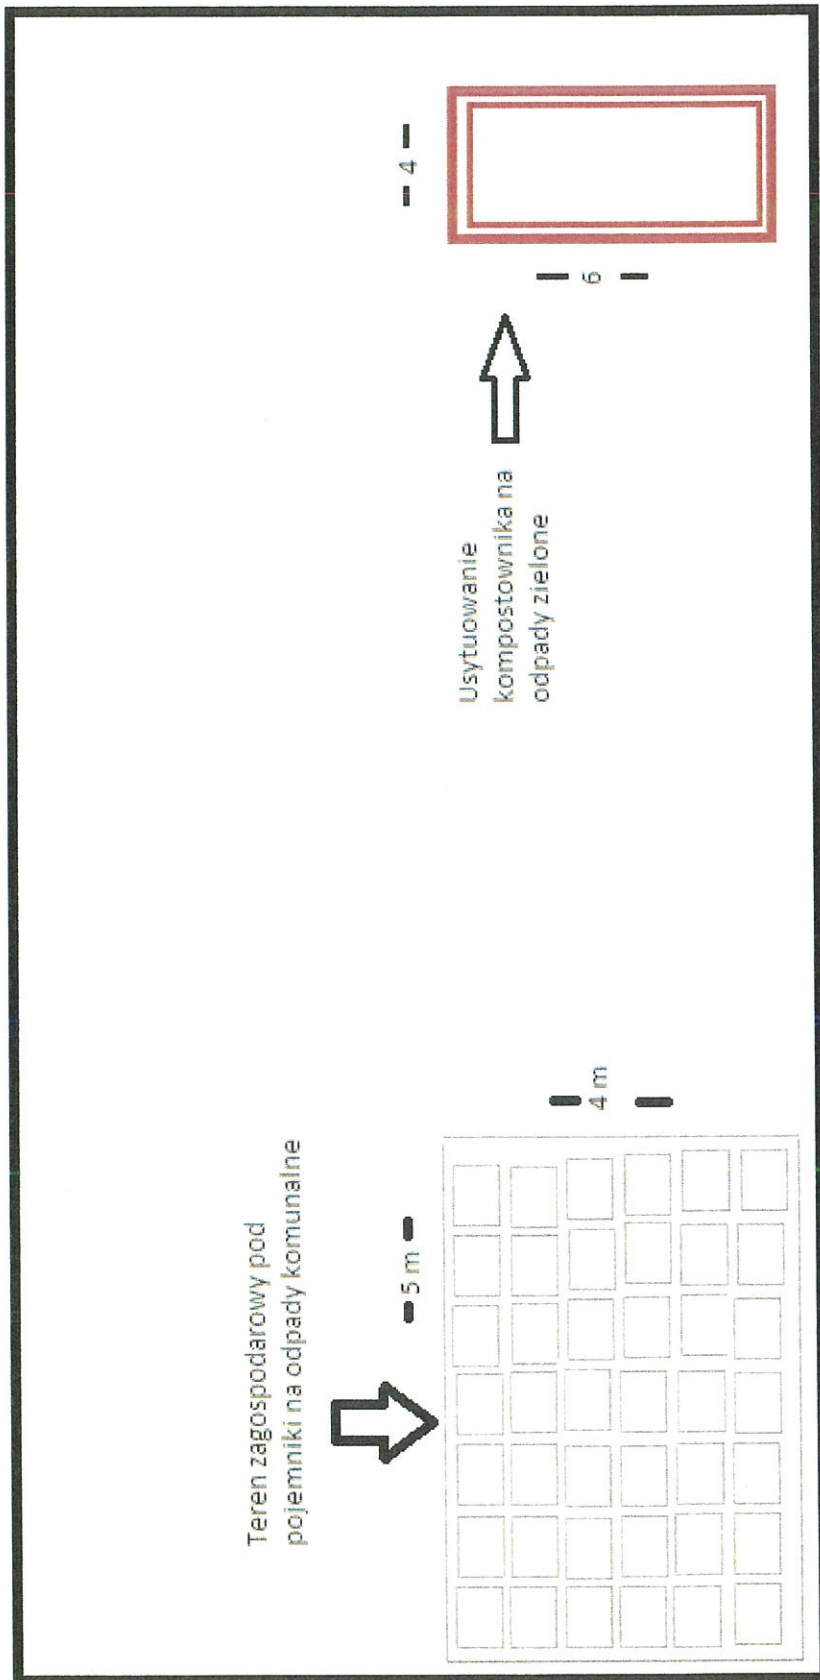 Teren zagospodarowy pod
pojemniki na odpady komunalne
5 m
4 m
Usytuowanie
kompostownika na
odpady zielone
4
6